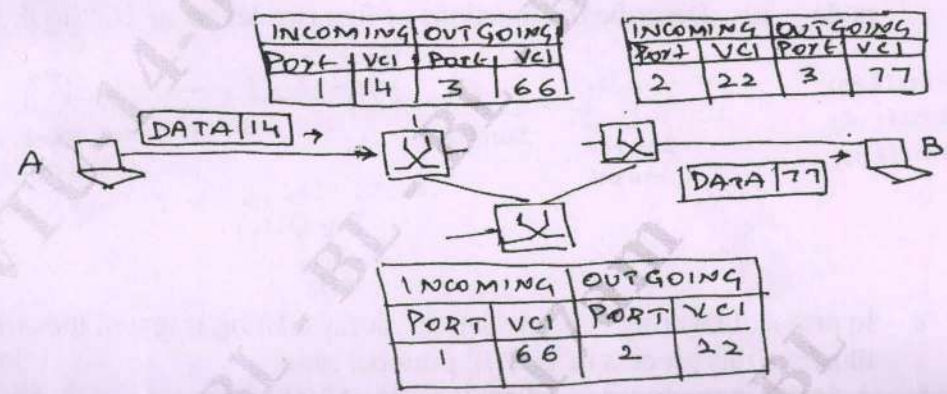 INCOMING OUTGOING
Port VCI Port VCI
1 14 3 66
INCOMING OUTGOING
Port VCI Port VCI
2 22 3 77
DATA 14
A
B
DATA 77
INCOMING OUTGOING
PORT VCI PORT VCI
1 66 2 22